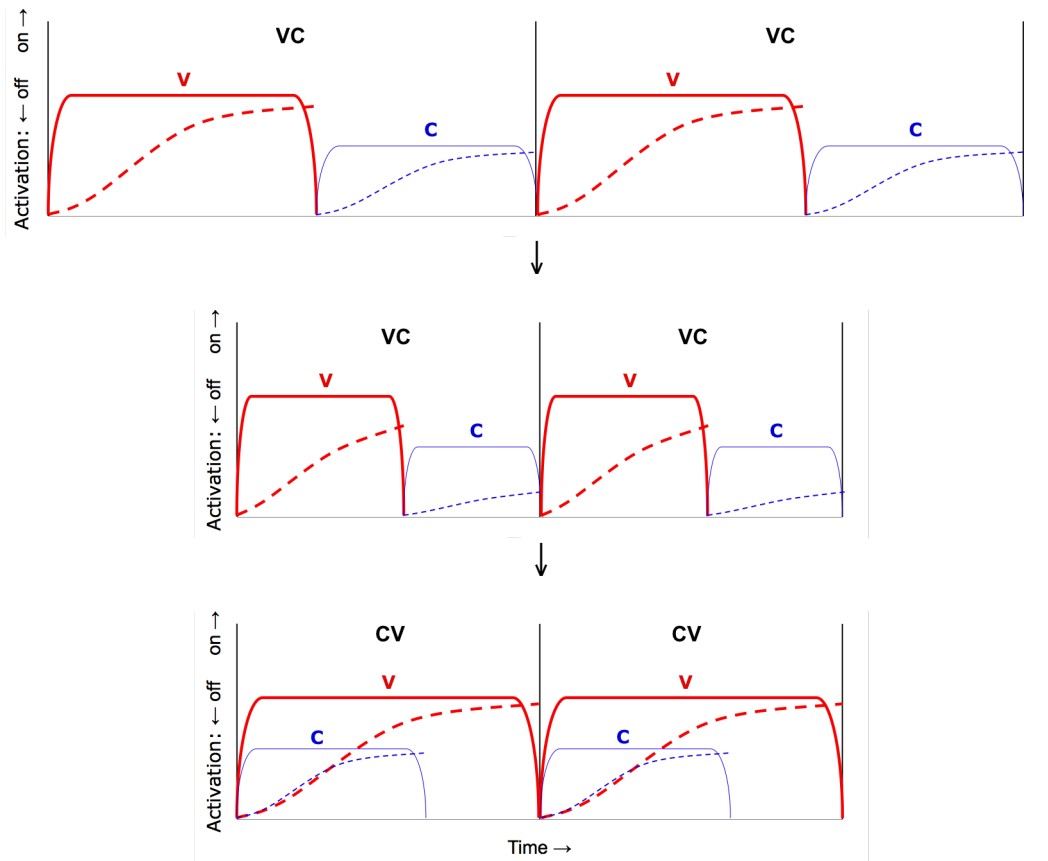 VC VC
V V
C C
Activation: ← off on →
↓
VC VC
V V
C C
Activation: ← off on →
↓
CV CV
V V
C C
Activation: ← off on →
Time →